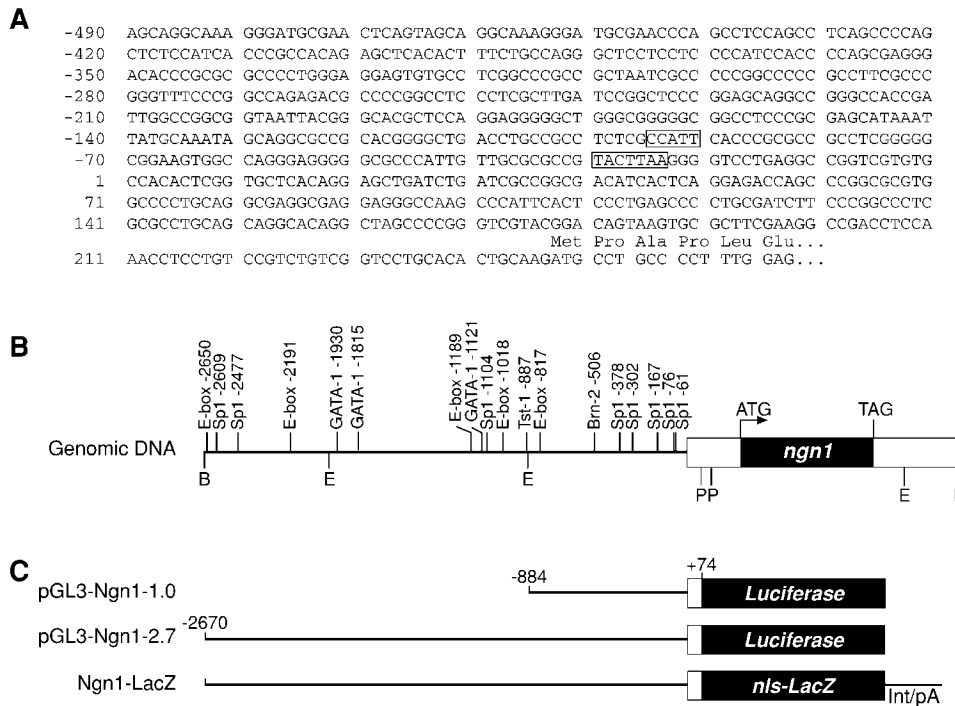 A
-490 AGCAGGCAAA GGGATGCGAA CTCAGTAGCA GGCAAAGGGA TGCGAACCCA GCCTCCAGCC TCAGCCCCAG
-420 CTCTCCATCA CCCGCCACAG AGCTCACACT TTCTGCCAGG GCTCCTCCTC CCCATCCACC CCAGCGAGGG
-350 ACACCCGCGC GCCCCTGGGA GGAGTGTGCC TCGGCCCGCC GCTAATCGCC CCCGGCCCCC GCCTTCGCCC
-280 GGGTTTCCCG GCCAGAGACG CCCCGGCCTC CCTCGCTTGA TCCGGCTCCC GGAGCAGGCC GGGCCACCGA
-210 TTGGCCGGCG GTAATTACGG GGCACGCTCC AGGAGGGGGCT GGGGCGGGGGC GGCCTCCCGC GAGCATAAAT
-140 TATGCAAATA GCAGGCGCCG CACGGGGCTG ACCTGCCGCC TCTCGCCATT CACCCGCGCC GCCTCGGGGG
-70 CGGAAGTGGC CAGGGAGGGG GCGCCCATTG TTGCGCGCCG TACTTAAGGG GTCCTGAGGC CGGTCGTGTG
1 CCACACTCGG TGCTCACAGG AGCTGATCTG ATCGCCGGCG ACATCACTCA GGAGACCAGC CCGGCGCGTG
71 GCCCCTGCAG GCGAGGCGAG GAGGGCCAAG CCCATTCACT CCCTGAGCCC CTGCGATCTT CCCGGCCCTC
141 GCGCCTGCAG CAGGCACAGG CTAGCCCCGG GTCGTACGGA CAGTAAGTGC GCTTCGAAGG CCGACCTCCA
Met Pro Ala Pro Leu Glu...
211 AACCTCCTGT CCGTCTGTCG GTCCTGCACA CTGCAAGATG CCT GCC CCT TTG GAG...
B
E-box -2650
Sp1 -2609
Sp1 -2477
E-box -2191
GATA-1 -1930
GATA-1 -1815
E-box -1189
GATA-1 -1121
Sp1 -1104
E-box -1018
Tst-1 -887
E-box -817
Brn-2 -506
Sp1 -378
Sp1 -302
Sp1 -167
Sp1 -76
Sp1 -61
ATG TAG
Genomic DNA ngn1
B E E PP E
C
-884 +74
pGL3-Ngn1-1.0 Luciferase
-2670
pGL3-Ngn1-2.7 Luciferase
Ngn1-LacZ nls-LacZ Int/pA